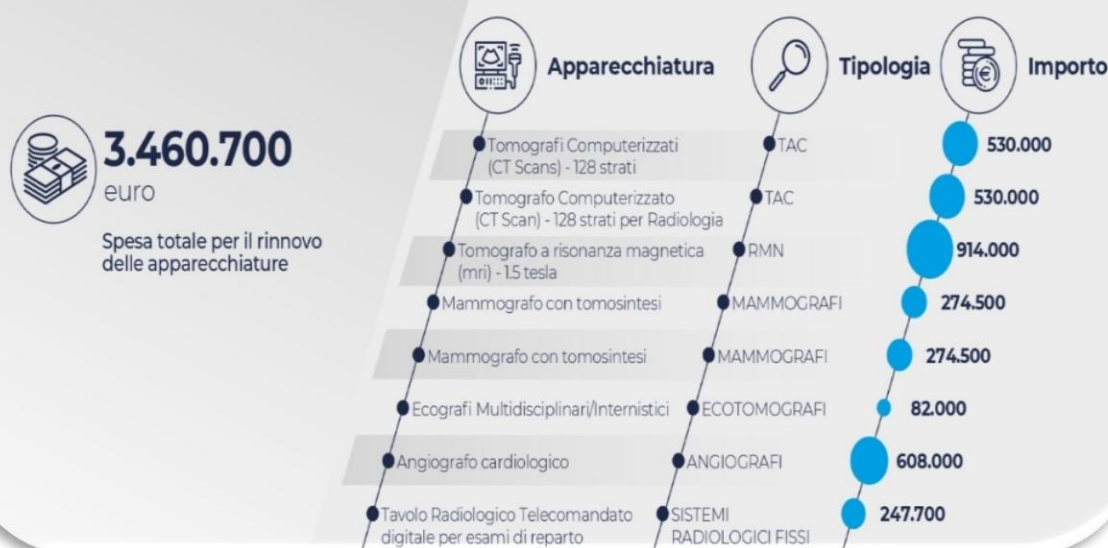 Apparecchiatura
Tipologia
Importo
3.460.700
euro
Spesa totale per il rinnovo
delle apparecchiature
Tomografi Computerizzati
(CT Scans) - 128 strati
TAC
530.000
Tomografo Computerizzato
(CT Scan) - 128 strati per Radiologia
TAC
530.000
Tomografo a risonanza magnetica
(mri) - 1.5 tesla
RMN
914.000
Mammografo con tomosintesi
MAMMOGRAFI
274.500
Mammografo con tomosintesi
MAMMOGRAFI
274.500
Ecografi Multidisciplinari/Internistici
ECOTOMOGRAFI
82.000
Angiografo cardiologico
ANGIOGRAFI
608.000
Tavolo Radiologico Telecomandato
digitale per esami di reparto
SISTEMI
RADIOLOGICI FISSI
247.700